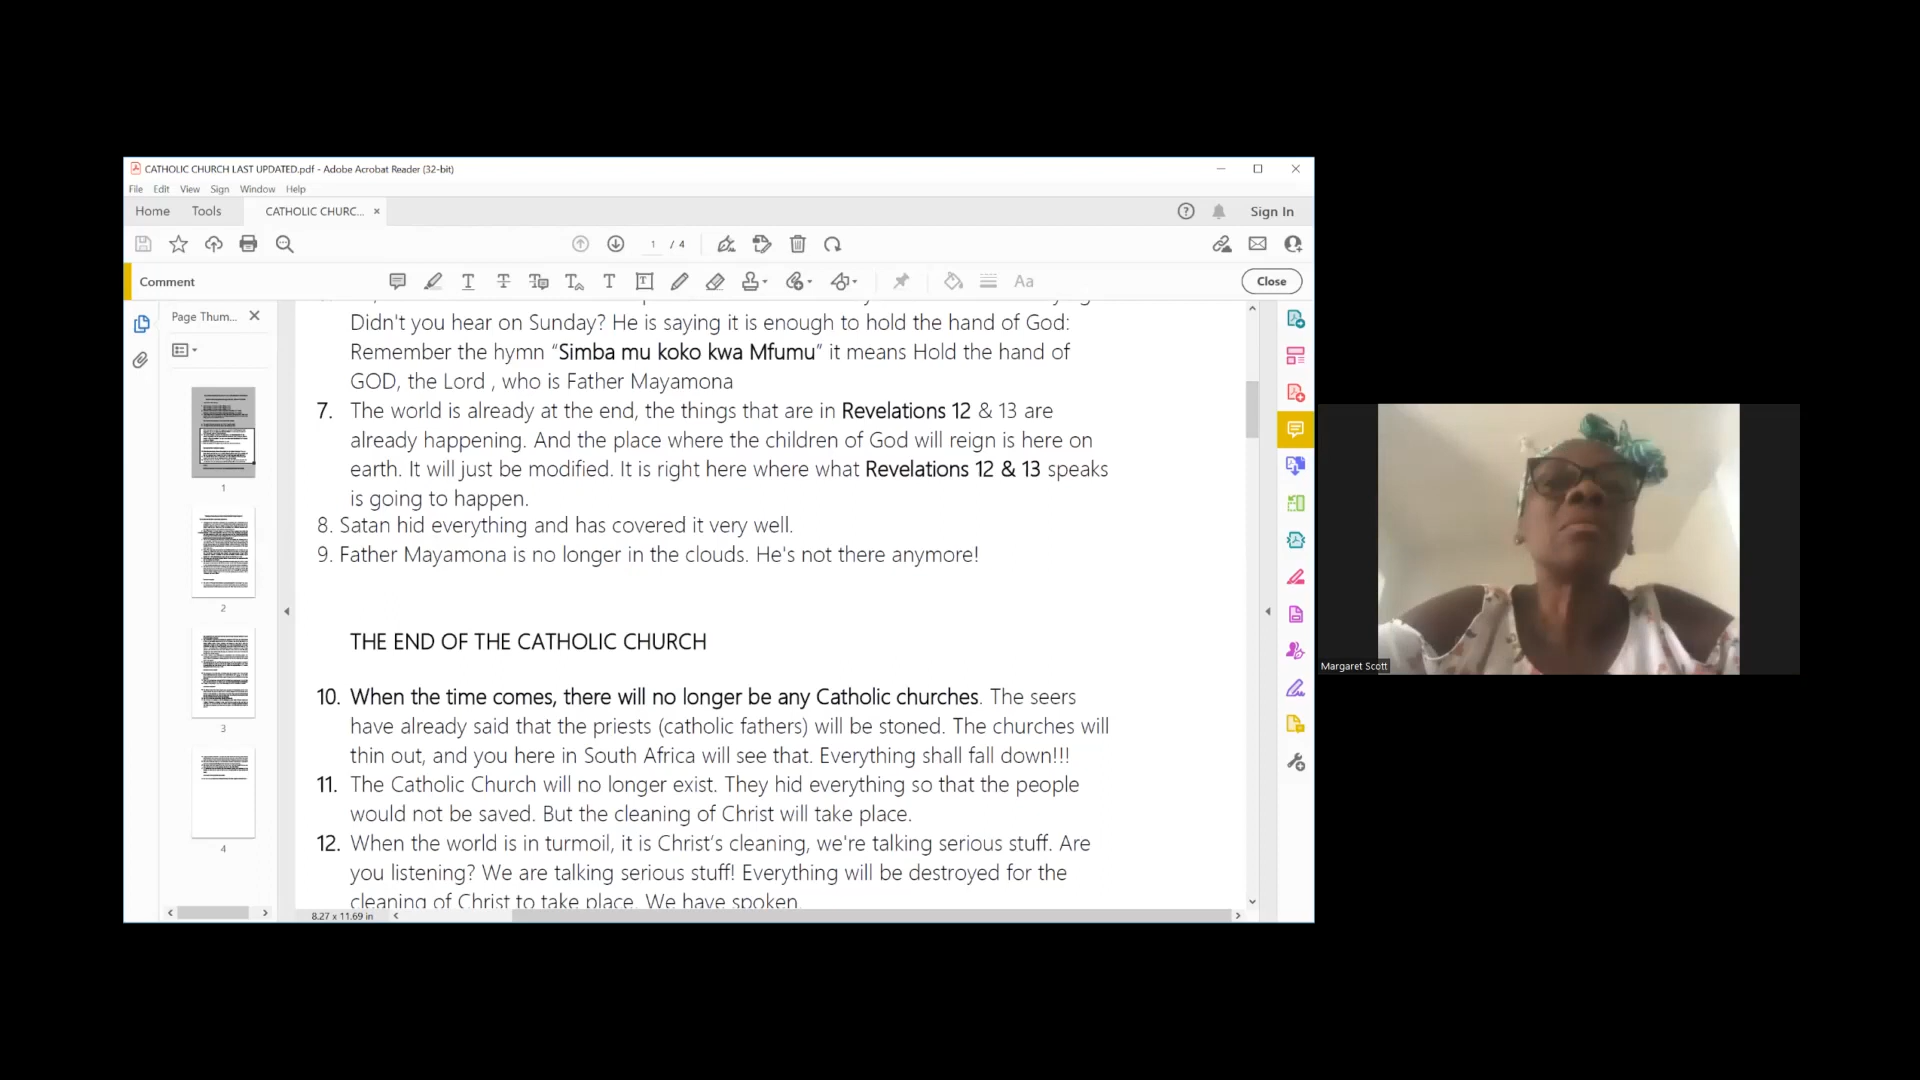 CATHOLIC CHURCH LAST UPDATED.pdf - Adobe Acrobat Reader (32-bit)
File Edit View Sign Window Help
Home Tools CATHOLIC CHURC... Sign In
1 / 4
Comment Close
Page Thum...
Didn't you hear on Sunday? He is saying it is enough to hold the hand of God:
Remember the hymn “Simba mu koko kwa Mfumu” it means Hold the hand of
GOD, the Lord , who is Father Mayamona
7. The world is already at the end, the things that are in Revelations 12 & 13 are
already happening. And the place where the children of God will reign is here on
earth. It will just be modified. It is right here where what Revelations 12 & 13 speaks
is going to happen.
8. Satan hid everything and has covered it very well.
9. Father Mayamona is no longer in the clouds. He's not there anymore!
THE END OF THE CATHOLIC CHURCH
10. When the time comes, there will no longer be any Catholic churches. The seers
have already said that the priests (catholic fathers) will be stoned. The churches will
thin out, and you here in South Africa will see that. Everything shall fall down!!!
11. The Catholic Church will no longer exist. They hid everything so that the people
would not be saved. But the cleaning of Christ will take place.
12. When the world is in turmoil, it is Christ’s cleaning, we're talking serious stuff. Are
you listening? We are talking serious stuff! Everything will be destroyed for the
cleaning of Christ to take place. We have spoken.
1
2
3
4
8.27 x 11.69 in
Margaret Scott